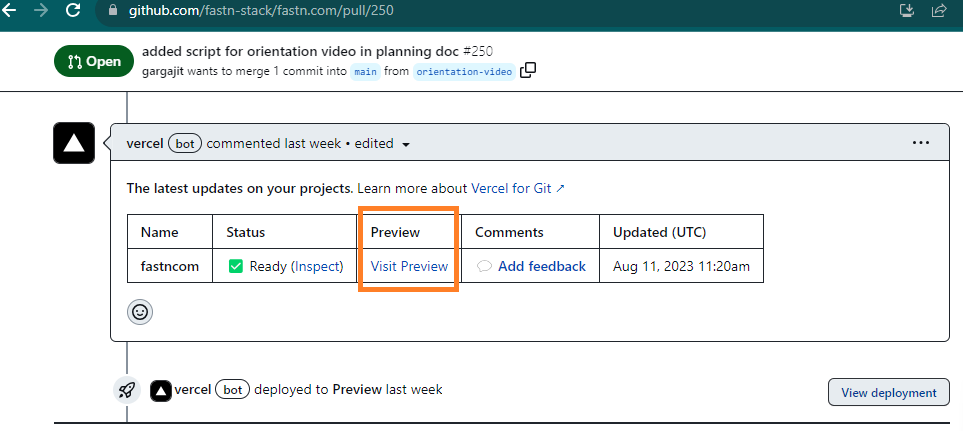 github.com/fastn-stack/fastn.com/pull/250
Open
added script for orientation video in planning doc #250
gargajit wants to merge 1 commit into main from orientation-video
vercel bot commented last week • edited
The latest updates on your projects. Learn more about Vercel for Git ↗
Name Status Preview Comments Updated (UTC)
fastncom ✅ Ready (Inspect) Visit Preview 💬 Add feedback Aug 11, 2023 11:20am
vercel bot deployed to Preview last week
View deployment